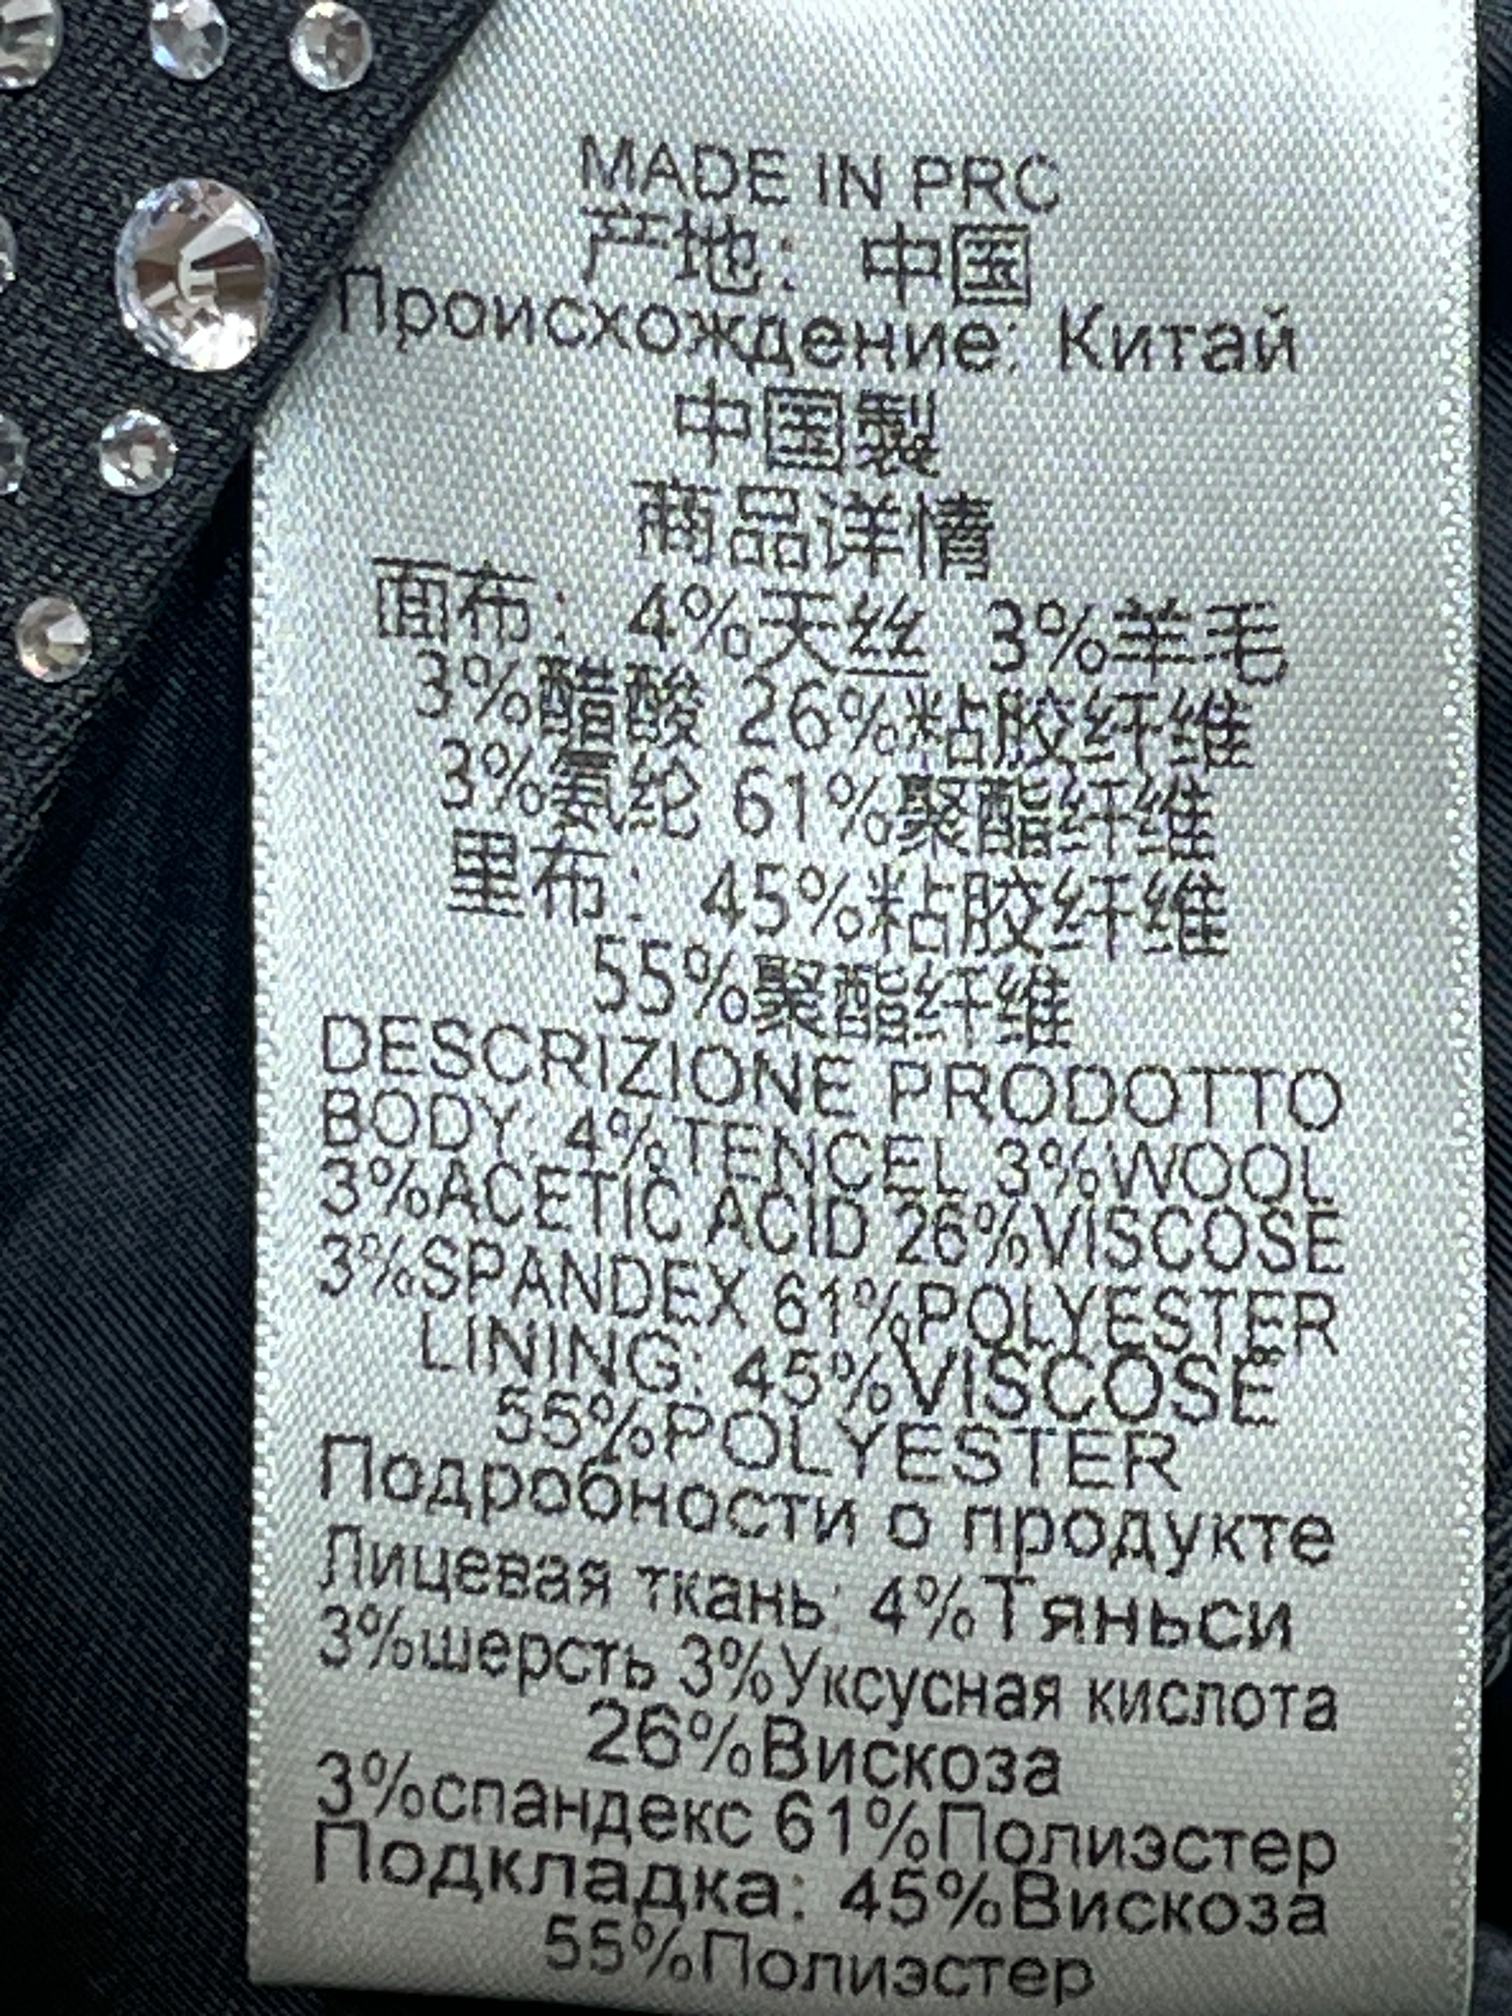 MADE IN PRC
产地: 中国
Происхождение: Китай
中国製
商品详情
面布: 4%天丝 3%羊毛
3%醋酸 26%粘胶纤维
3%氨纶 61%聚酯纤维
里布: 45%粘胶纤维
55%聚酯纤维
DESCRIZIONE PRODOTTO
BODY: 4%TENCEL 3%WOOL
3%ACETIC ACID 26%VISCOSE
3%SPANDEX 61%POLYESTER
LINING: 45%VISCOSE
55%POLYESTER
Подробности о продукте
Лицевая ткань: 4%Тяньси
3%шерсть 3%Уксусная кислота
26%Вискоза
3%спандекс 61%Полиэстер
Подкладка: 45%Вискоза
55%Полиэстер